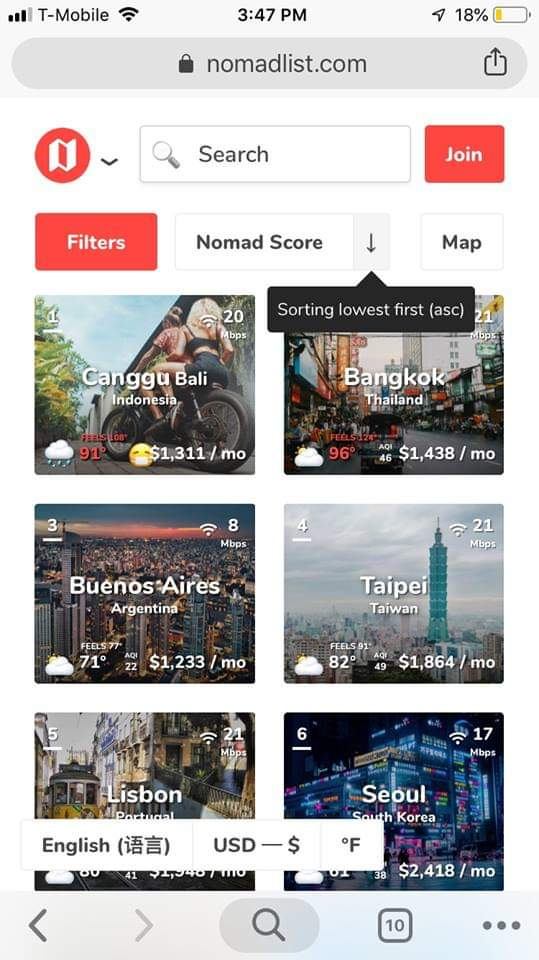 T-Mobile 3:47 PM 18%
nomadlist.com
Search Join
Filters Nomad Score ↓ Map
Sorting lowest first (asc)
1 20
Mbps
Canggu Bali
Indonesia
FEELS 108°
91° $1,311 / mo
21
Mbps
Bangkok
Thailand
FEELS 124°
96° AQI 46 $1,438 / mo
3 8
Mbps
Buenos Aires
Argentina
FEELS 77°
71° AQI 22 $1,233 / mo
4 21
Mbps
Taipei
Taiwan
FEELS 91°
82° AQI 49 $1,864 / mo
5 21
Mbps
Lisbon
Portugal
80° 41 $1,948 / mo
6 17
Mbps
Seoul
South Korea
61° 38 $2,418 / mo
English (语言) USD — $ °F
10